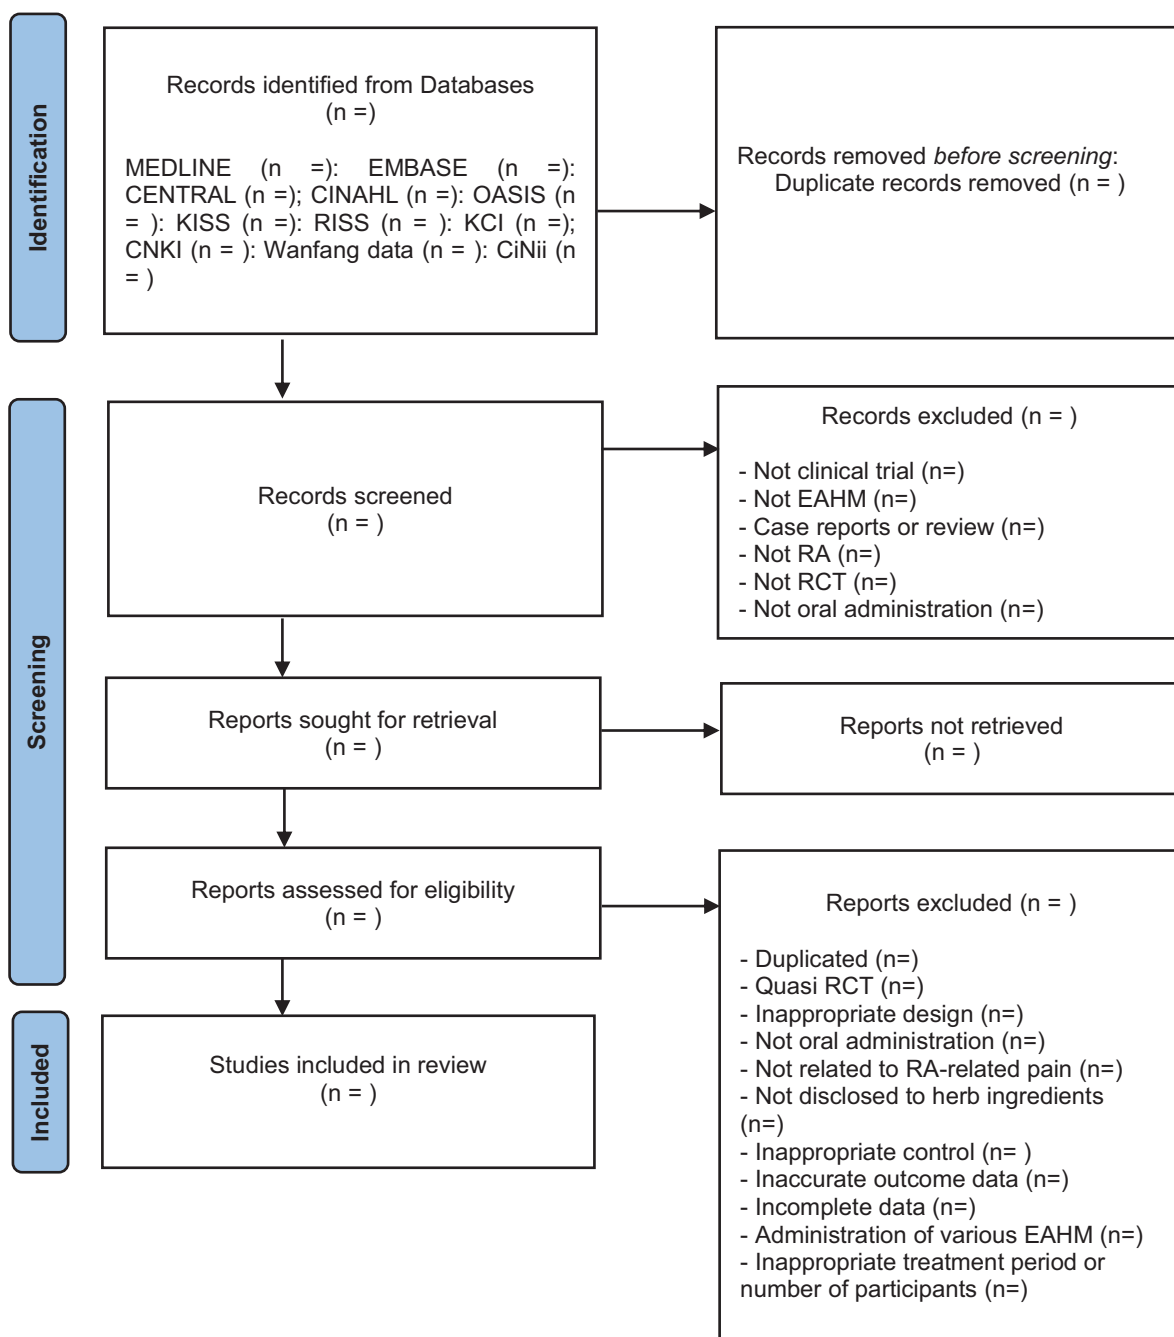 Identification
Records identified from Databases
(n =)
MEDLINE (n =): EMBASE (n =):
CENTRAL (n =); CINAHL (n =): OASIS (n
= ): KISS (n =): RISS (n = ): KCI (n =);
CNKI (n = ): Wanfang data (n = ): CiNii (n
= )
Records removed before screening:
Duplicate records removed (n = )
Screening
Records screened
(n = )
Records excluded (n = )
- Not clinical trial (n=)
- Not EAHM (n=)
- Case reports or review (n=)
- Not RA (n=)
- Not RCT (n=)
- Not oral administration (n=)
Reports sought for retrieval
(n = )
Reports not retrieved
(n = )
Reports assessed for eligibility
(n = )
Reports excluded (n = )
- Duplicated (n=)
- Quasi RCT (n=)
- Inappropriate design (n=)
- Not oral administration (n=)
- Not related to RA-related pain (n=)
- Not disclosed to herb ingredients
(n=)
- Inappropriate control (n= )
- Inaccurate outcome data (n=)
- Incomplete data (n=)
- Administration of various EAHM (n=)
- Inappropriate treatment period or
number of participants (n=)
Included
Studies included in review
(n = )